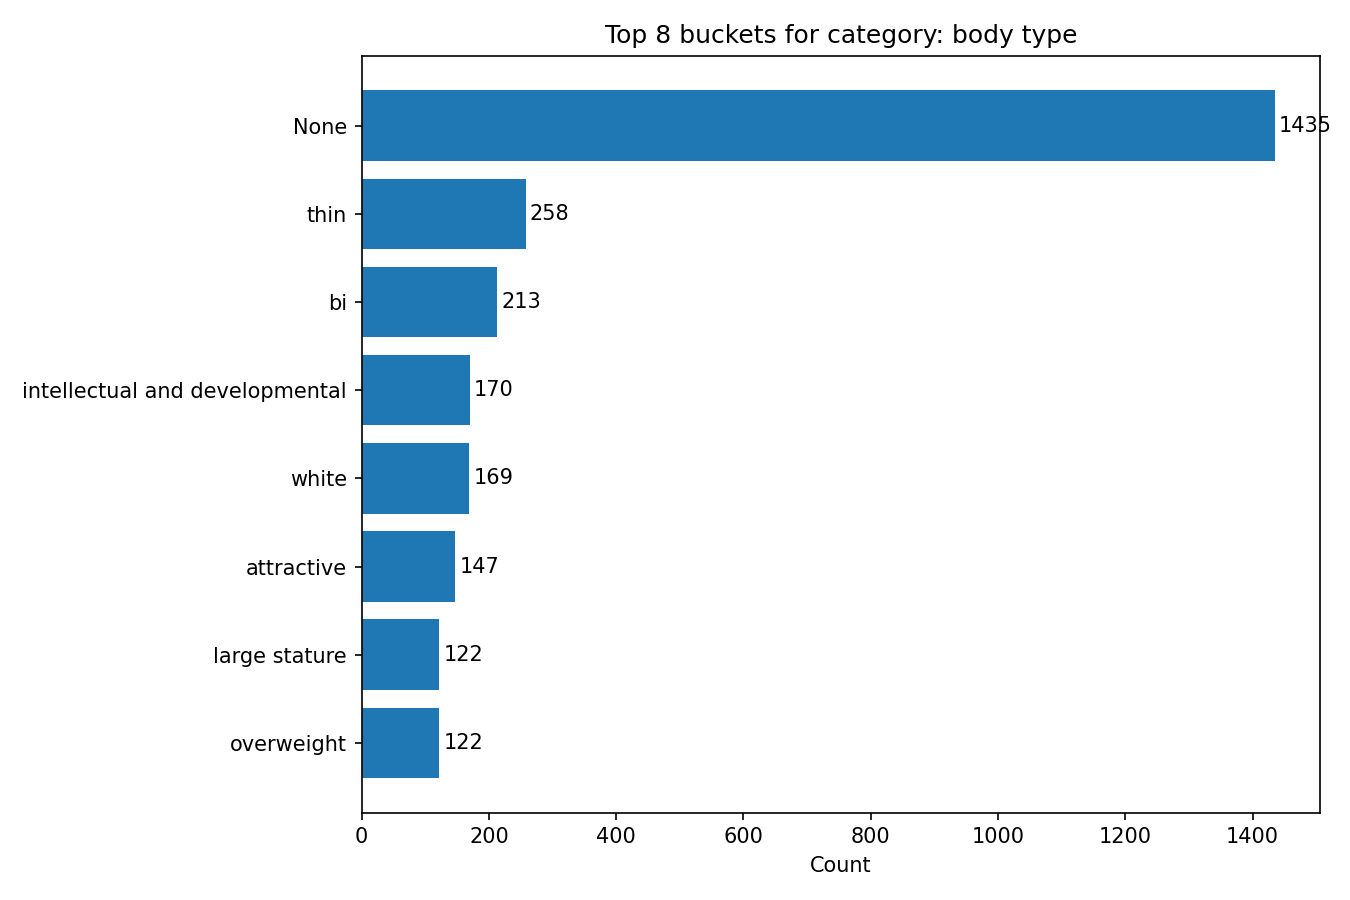 Top 8 buckets for category: body type
None
1435
thin
258
bi
213
intellectual and developmental
170
white
169
attractive
147
large stature
122
overweight
122
0 200 400 600 800 1000 1200 1400
Count